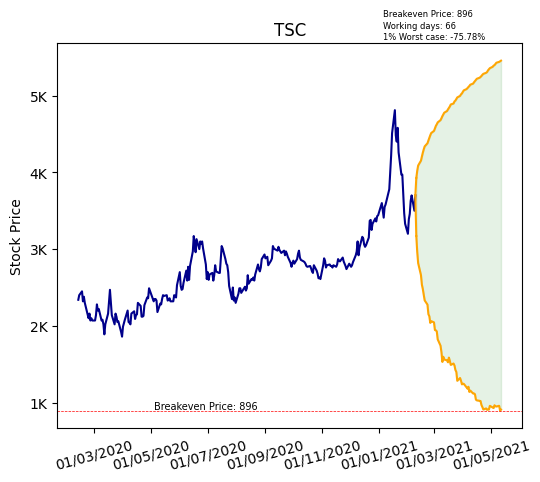 Breakeven Price: 896
Working days: 66
1% Worst case: -75.78%
TSC
Stock Price
5K
4K
3K
2K
1K
Breakeven Price: 896
01/03/2020 01/05/2020 01/07/2020 01/09/2020 01/11/2020 01/01/2021 01/03/2021 01/05/2021